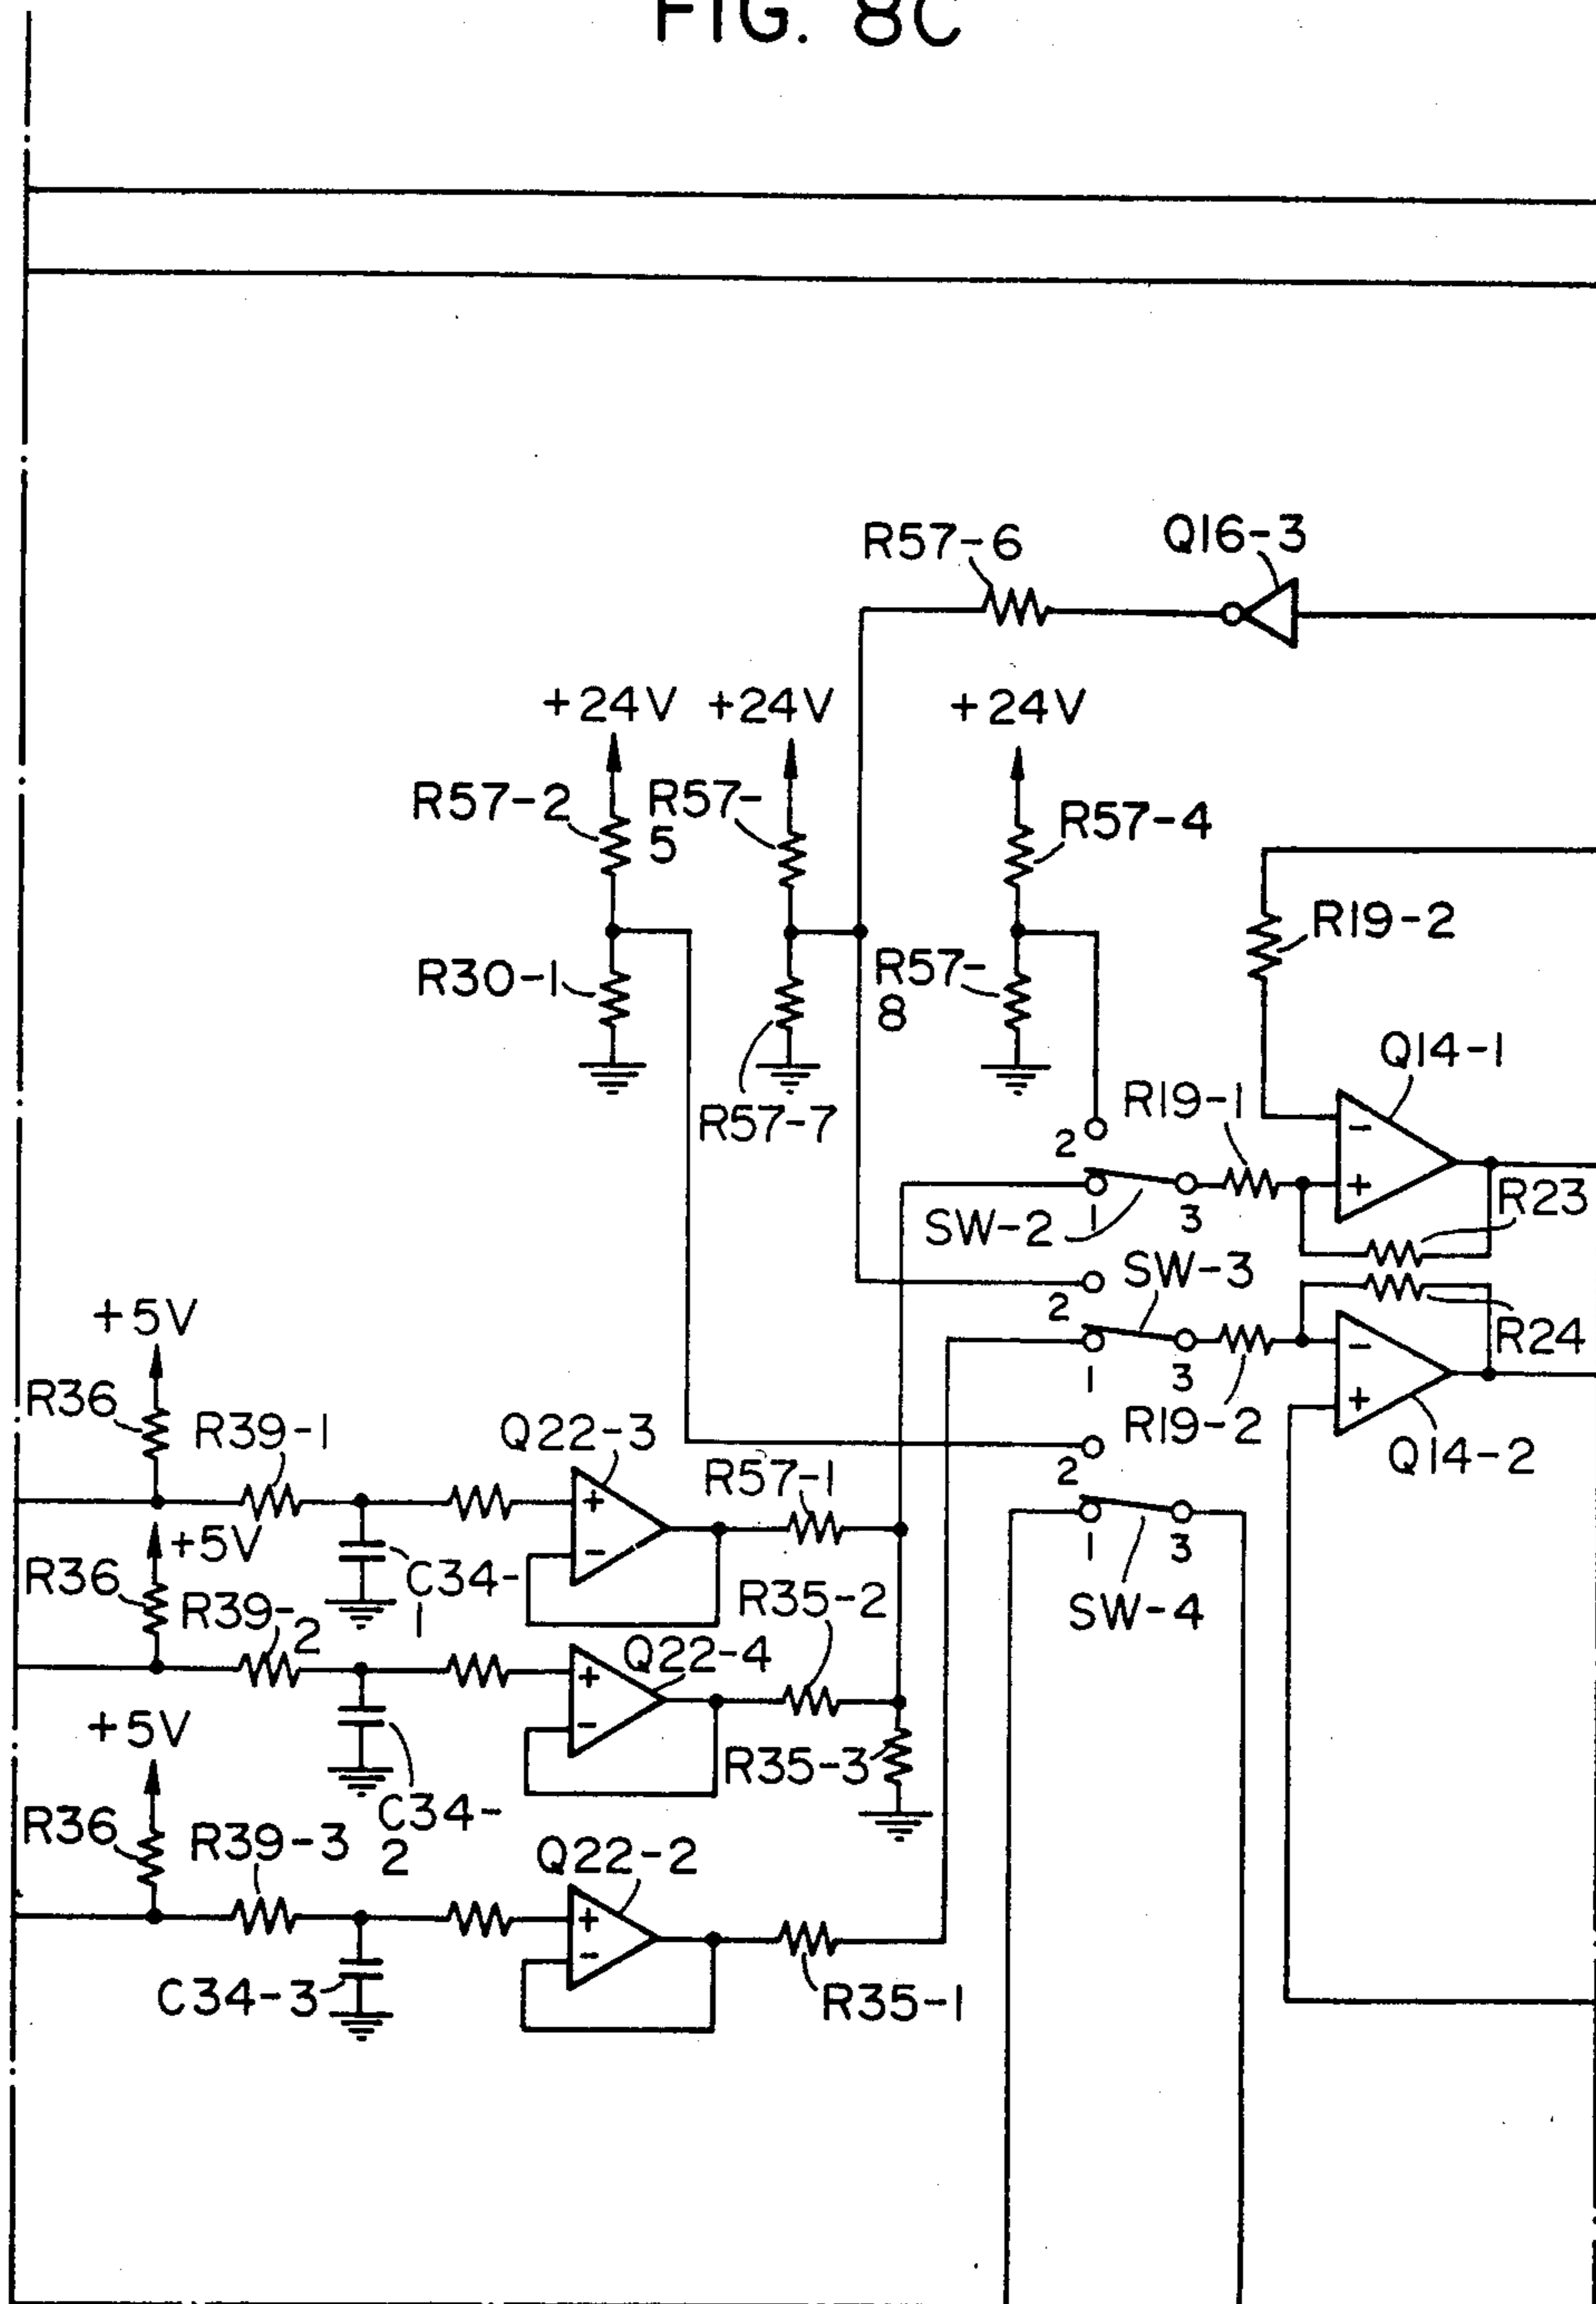 FIG. 8C
R57-6
Q16-3
+24V
+24V
+24V
R57-2
R57-
5
R57-4
R19-2
R30-1
R57-
8
Q14-1
R57-7
R19-1
2
-
+
1
3
SW-2
R23
SW-3
2
+5V
-
R24
1
3
+
R36
R39-1
Q22-3
R19-2
Q14-2
R57-1
2
+
+5V
-
1
3
R36
C34-
1
R39-
2
R35-2
SW-4
Q22-4
+
+5V
-
R35-3
C34-
2
R36
R39-3
Q22-2
+
-
C34-3
R35-1